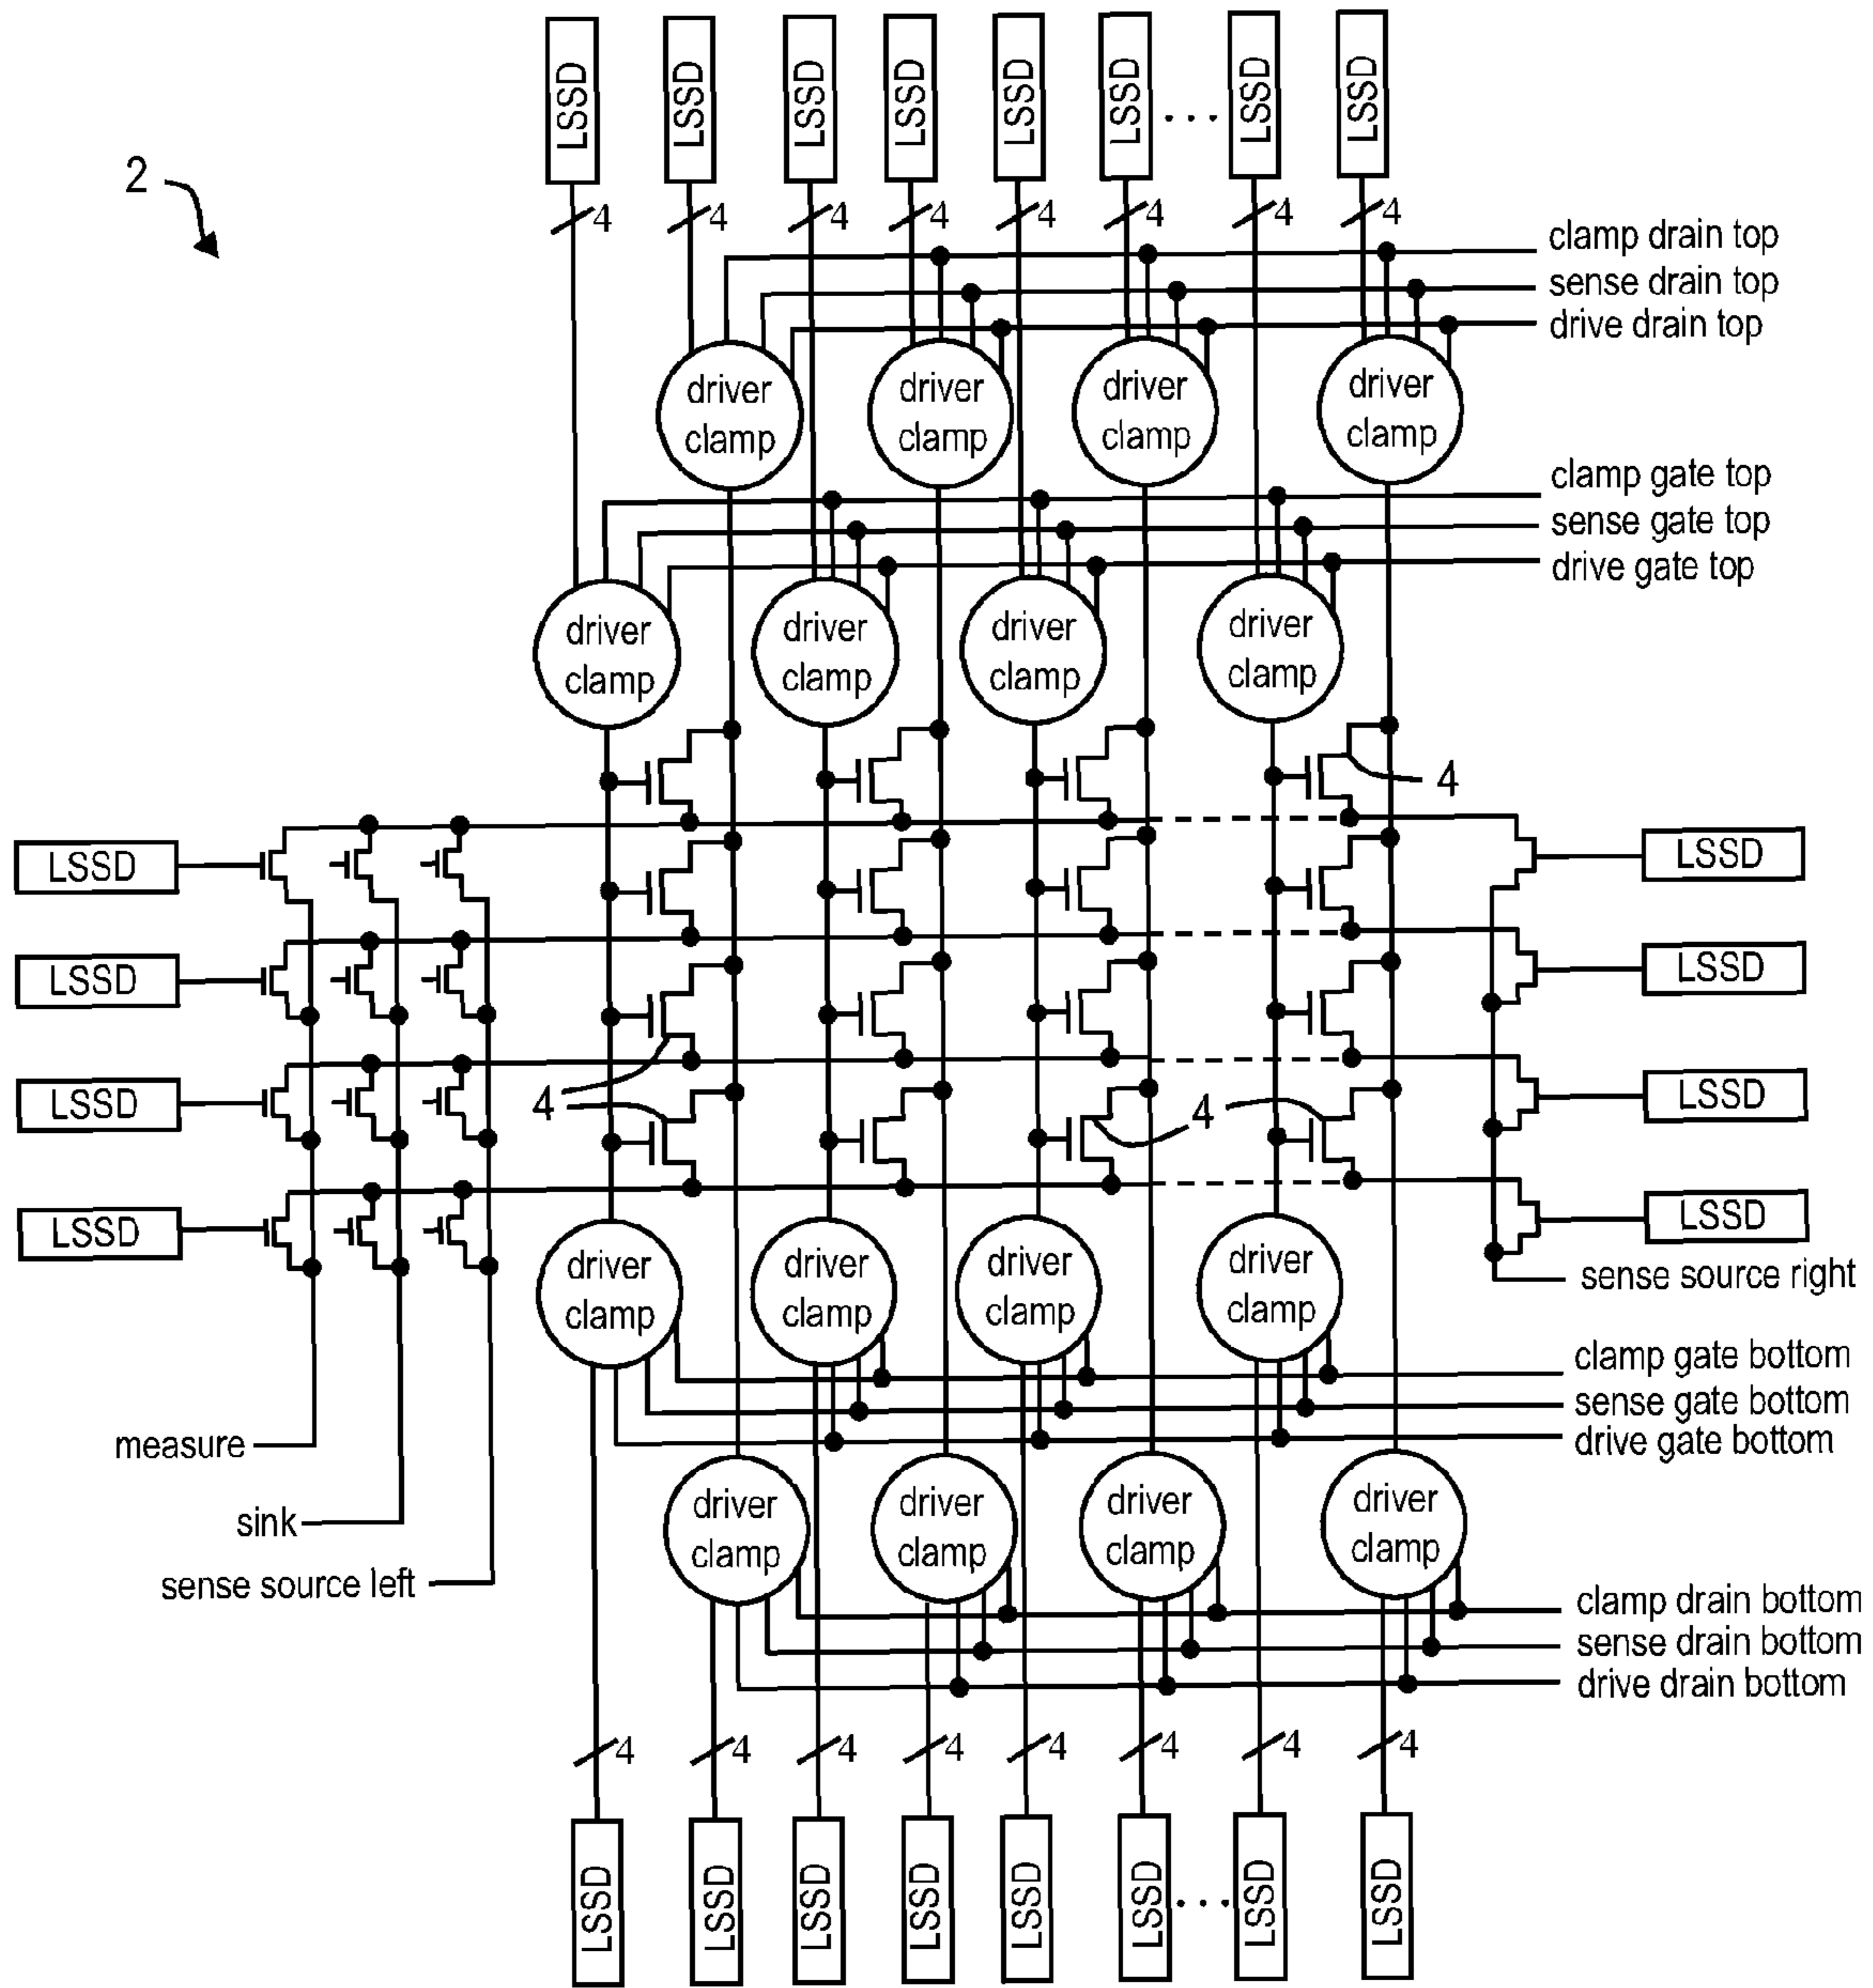 LSSD LSSD LSSD LSSD LSSD LSSD ... LSSD LSSD
2
4 4 4 4 4 4 4 4
clamp drain top
sense drain top
drive drain top
driver clamp
driver clamp
driver clamp
driver clamp
clamp gate top
sense gate top
drive gate top
driver clamp
driver clamp
driver clamp
driver clamp
4
LSSD LSSD
LSSD LSSD
LSSD LSSD
4 4
LSSD LSSD
driver clamp
driver clamp
driver clamp
driver clamp
sense source right
clamp gate bottom
sense gate bottom
drive gate bottom
measure
sink
sense source left
driver clamp
driver clamp
driver clamp
driver clamp
clamp drain bottom
sense drain bottom
drive drain bottom
4 4 4 4 4 4 4 4
LSSD LSSD LSSD LSSD LSSD LSSD ... LSSD LSSD